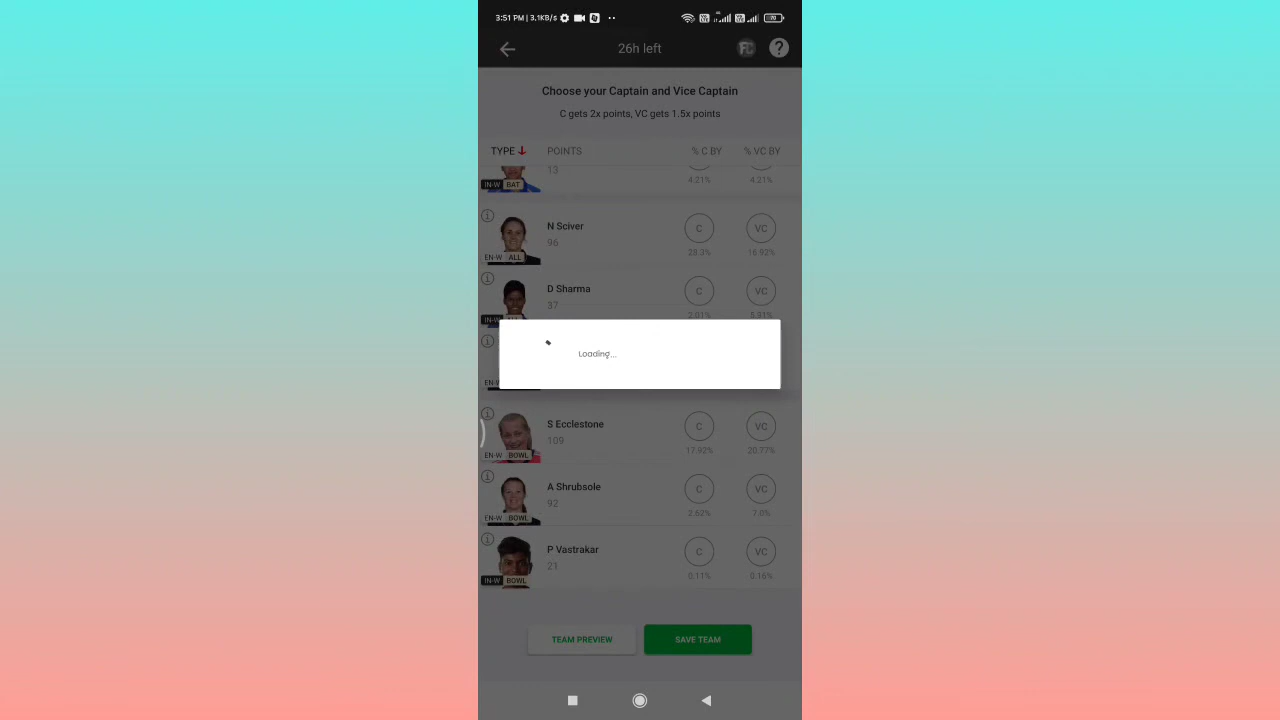 3:51 PM | 3.1KB/s
26h left
FC ?
Choose your Captain and Vice Captain
C gets 2x points, VC gets 1.5x points
TYPE POINTS % C BY % VC BY
13 4.21% 4.21%
IN-W BAT
N Sciver
96 C VC
28.3% 16.92%
EN-W ALL
D Sharma
37 C VC
2.01% 5.91%
IN-W
Loading...
EN-W
S Ecclestone
109 C VC
17.92% 20.77%
EN-W BOWL
A Shrubsole
92 C VC
2.62% 7.0%
EN-W BOWL
P Vastrakar
21 C VC
0.11% 0.16%
IN-W BOWL
TEAM PREVIEW SAVE TEAM